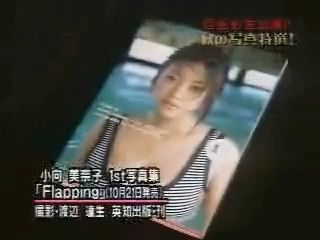 秋の写真特選!
小向 美奈子 1st写真集
「Flapping」(10月21日発売)
撮影・渡辺 達生 英知出版・刊